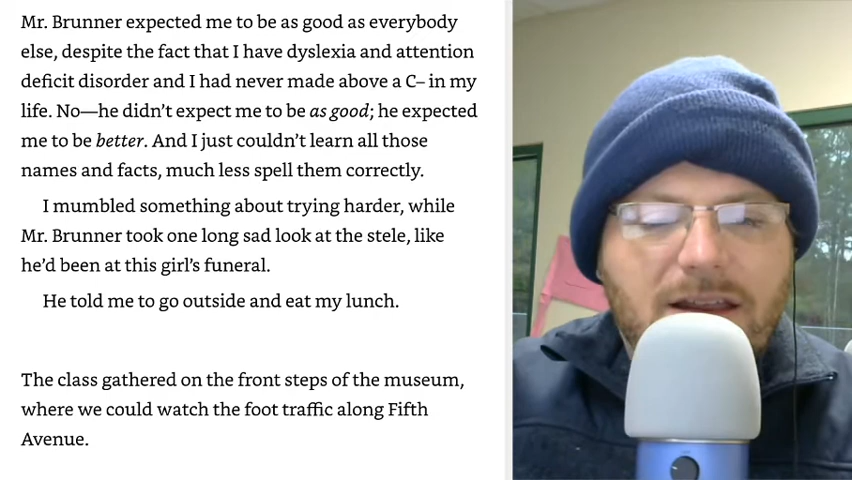 Mr. Brunner expected me to be as good as everybody
else, despite the fact that I have dyslexia and attention
deficit disorder and I had never made above a C– in my
life. No—he didn’t expect me to be as good; he expected
me to be better. And I just couldn’t learn all those
names and facts, much less spell them correctly.
I mumbled something about trying harder, while
Mr. Brunner took one long sad look at the stele, like
he’d been at this girl’s funeral.
He told me to go outside and eat my lunch.
The class gathered on the front steps of the museum,
where we could watch the foot traffic along Fifth
Avenue.